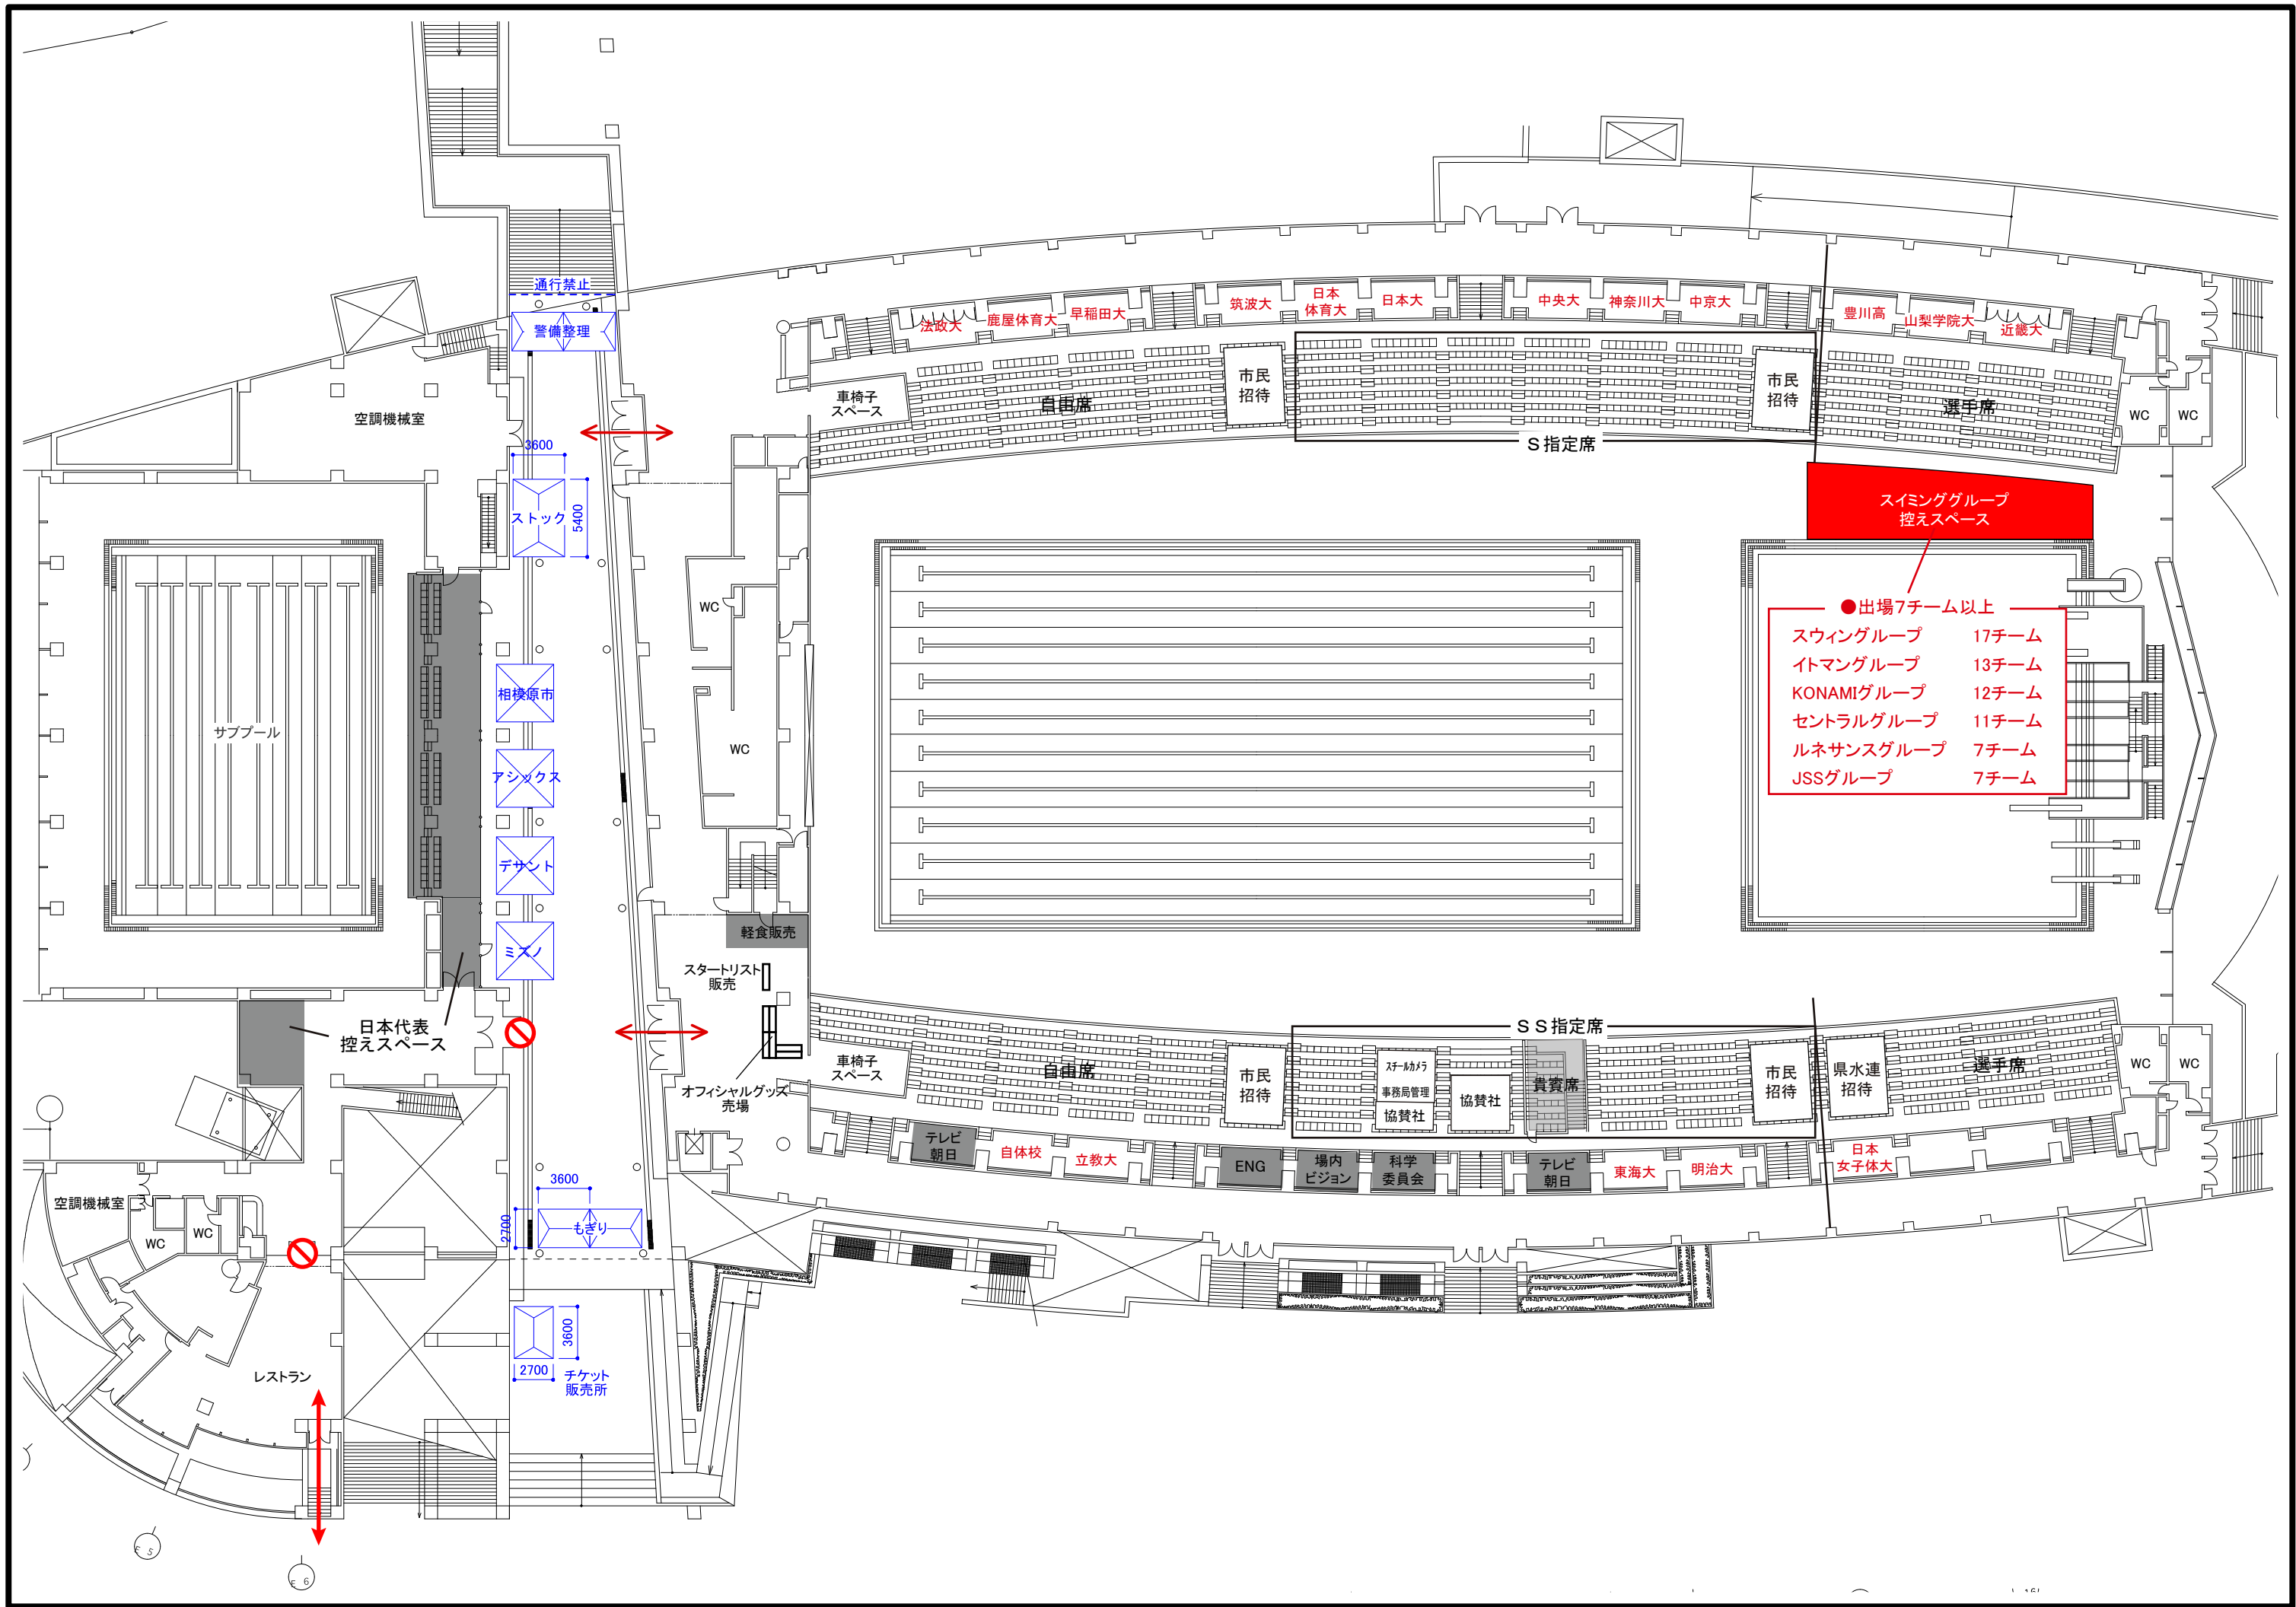 通行禁止
警備整理
空調機械室
3600
ストック
5400
相模原市
アシックス
デサント
ミズノ
サブプール
日本代表
控えスペース
空調機械室
WC
WC
レストラン
3600
2700
もぎり
3600
2700
チケット
販売所
E 5
E 6
WC
WC
軽食販売
スタートリスト
販売
オフィシャルグッズ
売場
法政大
鹿屋体育大
早稲田大
筑波大
日本
体育大
日本大
中央大
神奈川大
中京大
豊川高
山梨学院大
近畿大
車椅子
スペース
自由席
市民
招待
S指定席
市民
招待
選手席
WC
WC
スイミンググループ
控えスペース
●出場7チーム以上
スウィングループ 17チーム
イトマングループ 13チーム
KONAMIグループ 12チーム
セントラルグループ 11チーム
ルネサンスグループ 7チーム
JSSグループ 7チーム
車椅子
スペース
自由席
市民
招待
SS指定席
スチールカメラ
事務局管理
協賛社
協賛社
貴賓席
市民
招待
県水連
招待
選手席
WC
WC
テレビ
朝日
自体校
立教大
ENG
場内
ビジョン
科学
委員会
テレビ
朝日
東海大
明治大
日本
女子体大